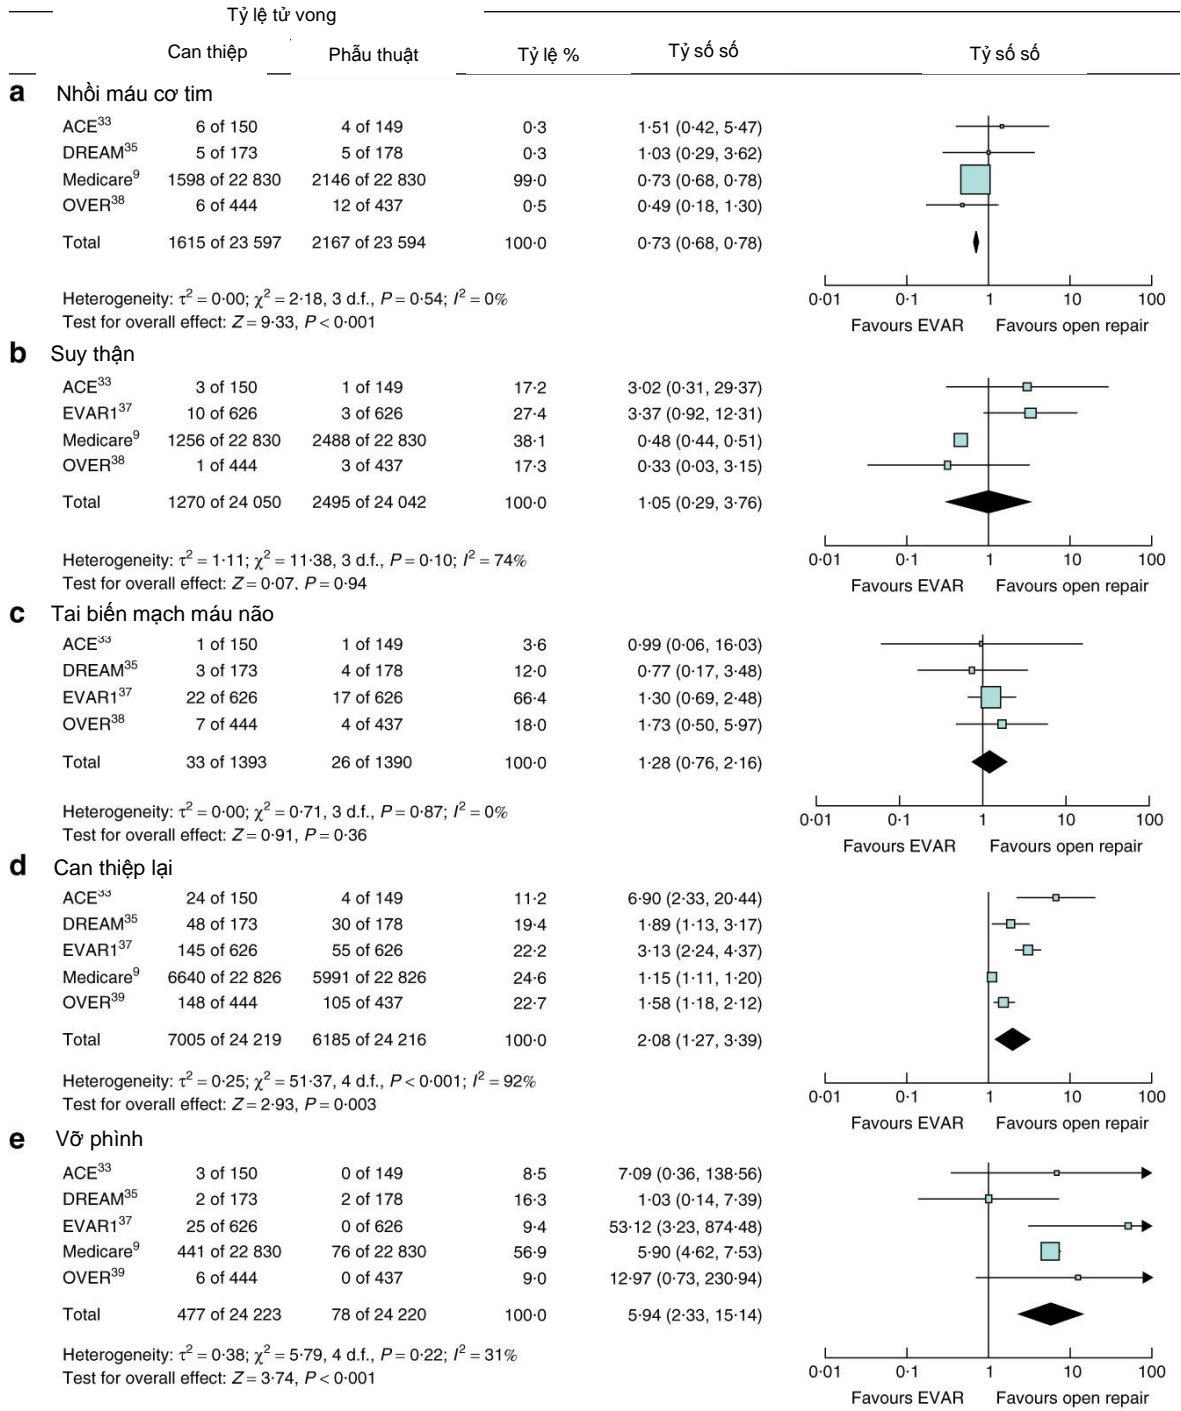 Tỷ lệ tử vong
Can thiệp Phẫu thuật Tỷ lệ % Tỷ số số Tỷ số số
a Nhồi máu cơ tim
ACE33 6 of 150 4 of 149 0·3 1·51 (0·42, 5·47)
DREAM35 5 of 173 5 of 178 0·3 1·03 (0·29, 3·62)
Medicare9 1598 of 22 830 2146 of 22 830 99·0 0·73 (0·68, 0·78)
OVER38 6 of 444 12 of 437 0·5 0·49 (0·18, 1·30)
Total 1615 of 23 597 2167 of 23 594 100·0 0·73 (0·68, 0·78)
0·01 0·1 1 10 100
Heterogeneity: τ2 = 0·00; χ2 = 2·18, 3 d.f., P = 0·54; I2 = 0%
Test for overall effect: Z = 9·33, P < 0·001
Favours EVAR Favours open repair
b Suy thận
ACE33 3 of 150 1 of 149 17·2 3·02 (0·31, 29·37)
EVAR137 10 of 626 3 of 626 27·4 3·37 (0·92, 12·31)
Medicare9 1256 of 22 830 2488 of 22 830 38·1 0·48 (0·44, 0·51)
OVER38 1 of 444 3 of 437 17·3 0·33 (0·03, 3·15)
Total 1270 of 24 050 2495 of 24 042 100·0 1·05 (0·29, 3·76)
Heterogeneity: τ2 = 1·11; χ2 = 11·38, 3 d.f., P = 0·10; I2 = 74%
0·01 0·1 1 10 100
Test for overall effect: Z = 0·07, P = 0·94
Favours EVAR Favours open repair
c Tai biến mạch máu não
ACE33 1 of 150 1 of 149 3·6 0·99 (0·06, 16·03)
DREAM35 3 of 173 4 of 178 12·0 0·77 (0·17, 3·48)
EVAR137 22 of 626 17 of 626 66·4 1·30 (0·69, 2·48)
OVER38 7 of 444 4 of 437 18·0 1·73 (0·50, 5·97)
Total 33 of 1393 26 of 1390 100·0 1·28 (0·76, 2·16)
Heterogeneity: τ2 = 0·00; χ2 = 0·71, 3 d.f., P = 0·87; I2 = 0%
0·01 0·1 1 10 100
Test for overall effect: Z = 0·91, P = 0·36
Favours EVAR Favours open repair
d Can thiệp lại
ACE33 24 of 150 4 of 149 11·2 6·90 (2·33, 20·44)
DREAM35 48 of 173 30 of 178 19·4 1·89 (1·13, 3·17)
EVAR137 145 of 626 55 of 626 22·2 3·13 (2·24, 4·37)
Medicare9 6640 of 22 826 5991 of 22 826 24·6 1·15 (1·11, 1·20)
OVER39 148 of 444 105 of 437 22·7 1·58 (1·18, 2·12)
Total 7005 of 24 219 6185 of 24 216 100·0 2·08 (1·27, 3·39)
Heterogeneity: τ2 = 0·25; χ2 = 51·37, 4 d.f., P < 0·001; I2 = 92%
0·01 0·1 1 10 100
Test for overall effect: Z = 2·93, P = 0·003
Favours EVAR Favours open repair
e Vỡ phình
ACE33 3 of 150 0 of 149 8·5 7·09 (0·36, 138·56)
DREAM35 2 of 173 2 of 178 16·3 1·03 (0·14, 7·39)
EVAR137 25 of 626 0 of 626 9·4 53·12 (3·23, 874·48)
Medicare9 441 of 22 830 76 of 22 830 56·9 5·90 (4·62, 7·53)
OVER39 6 of 444 0 of 437 9·0 12·97 (0·73, 230·94)
Total 477 of 24 223 78 of 24 220 100·0 5·94 (2·33, 15·14)
Heterogeneity: τ2 = 0·38; χ2 = 5·79, 4 d.f., P = 0·22; I2 = 31%
0·01 0·1 1 10 100
Test for overall effect: Z = 3·74, P < 0·001
Favours EVAR Favours open repair